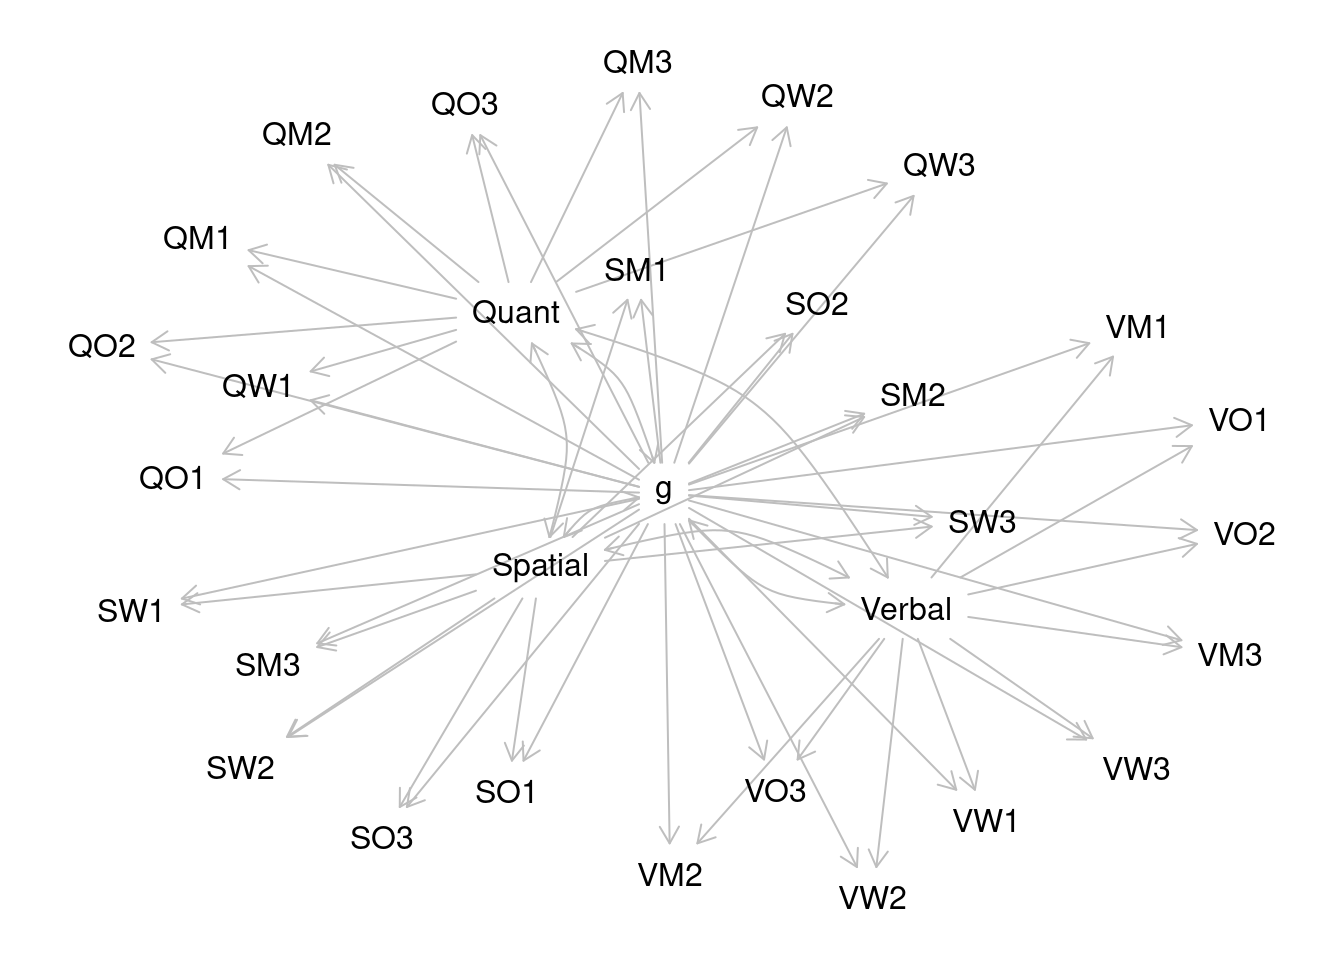 QM3
QW2
QO3
QM2
QW3
QM1
SM1
SO2
Quant
VM1
QO2
QW1
SM2
VO1
QO1
g
SW3
VO2
Spatial
SW1
Verbal
VM3
SM3
SW2
VW3
SO1
VO3
VW1
SO3
VM2
VW2